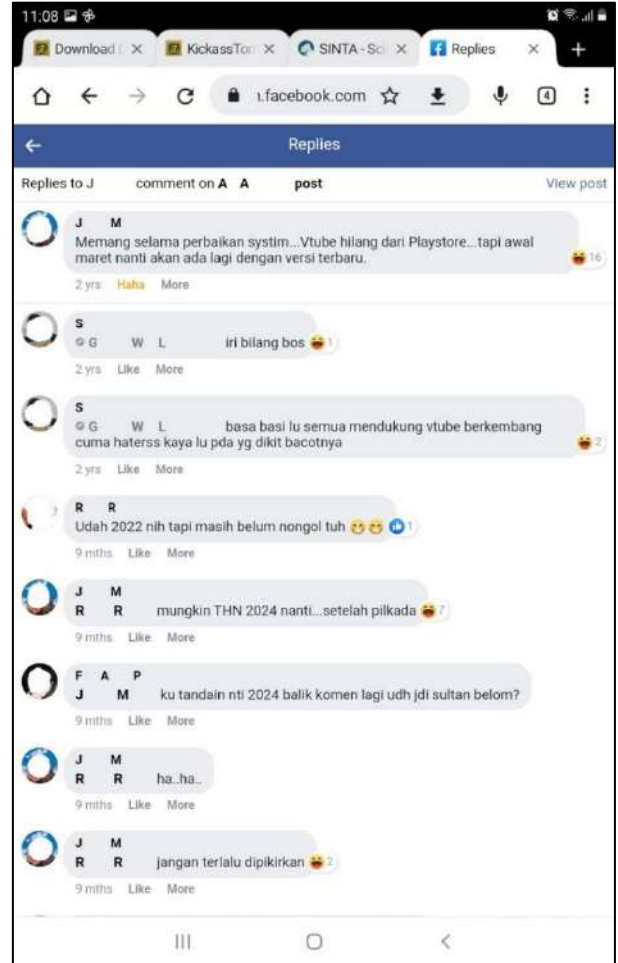 11:08
Download
KickassTor
SINTA - Sci
Replies
ı.facebook.com
4
Replies
Replies to J comment on A A post
View post
J M
Memang selama perbaikan systim...Vtube hilang dari Playstore...tapi awal
maret nanti akan ada lagi dengan versi terbaru.
16
2 yrs Haha More
S
G W L iri bilang bos 1
2 yrs Like More
S
G W L basa basi lu semua mendukung vtube berkembang
cuma haterss kaya lu pda yg dikit bacotnya
2
2 yrs Like More
R R
Udah 2022 nih tapi masih belum nongol tuh 😁😁 1
9 mths Like More
J M
R R mungkin THN 2024 nanti...setelah pilkada 7
9 mths Like More
F A P
J M ku tandain nti 2024 balik komen lagi udh jdi sultan belom?
9 mths Like More
J M
R R ha..ha..
9 mths Like More
J M
R R jangan terlalu dipikirkan 2
9 mths Like More